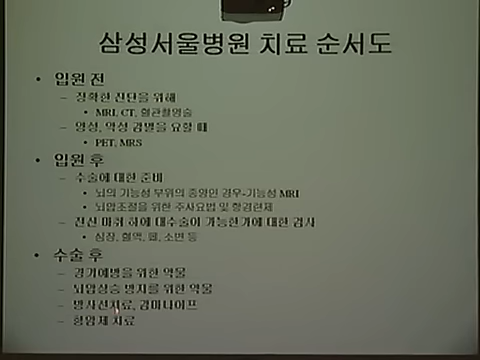 삼성서울병원 치료 순서도
• 입원 전
– 정확한 진단을 위해
• MRI, CT, 혈관촬영술
– 양성, 악성 감별을 요할 때
• PET, MRS
• 입원 후
– 수술에 대한 준비
• 뇌의 기능성 부위의 종양인 경우-기능성 MRI
• 뇌압조절을 위한 주사요법 및 항경련제
– 전신 마취 하에 대수술이 가능한가에 대한 검사
• 심장, 혈액, 폐, 소변 등
• 수술 후
– 경기예방을 위한 약물
– 뇌압상승 방지를 위한 약물
– 방사선치료, 감마나이프
– 항암제 치료